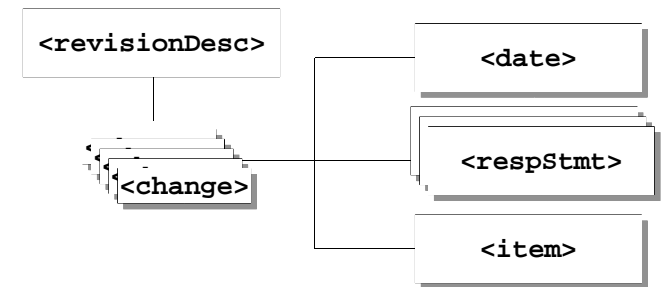 <revisionDesc>
<date>
<respStmt>
<change>
<item>